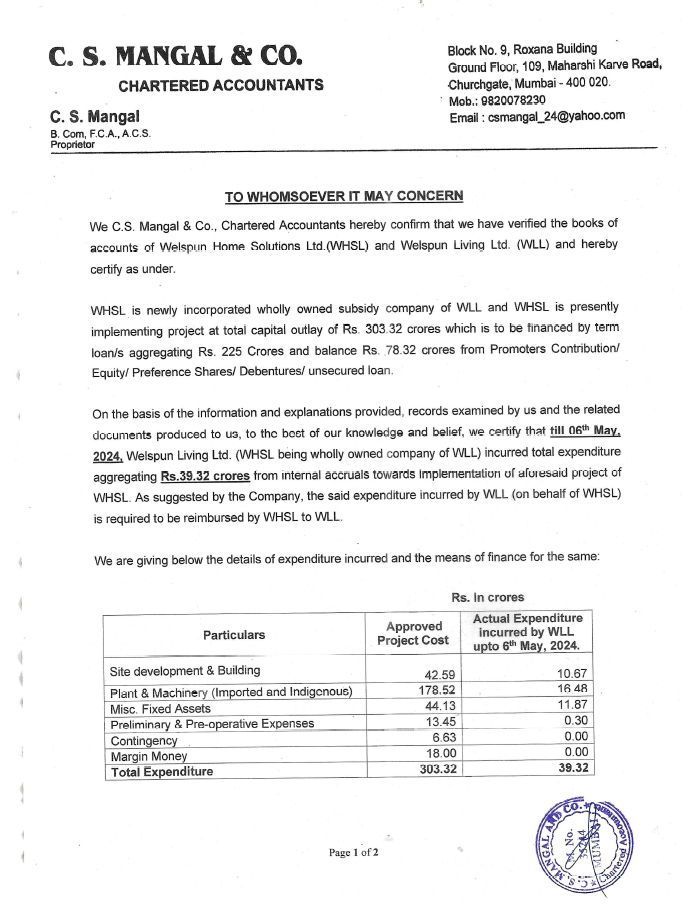 C. S. MANGAL & CO.
CHARTERED ACCOUNTANTS
C. S. Mangal
B. Com, F.C.A., A.C.S.
Proprietor
Block No. 9, Roxana Building
Ground Floor, 109, Maharshi Karve Road,
Churchgate, Mumbai - 400 020.
Mob.: 9820078230
Email : csmangal_24@yahoo.com
TO WHOMSOEVER IT MAY CONCERN
We C.S. Mangal & Co., Chartered Accountants hereby confirm that we have verified the books of
accounts of Welspun Home Solutions Ltd.(WHSL) and Welspun Living Ltd. (WLL) and hereby
certify as under.
WHSL is newly incorporated wholly owned subsidy company of WLL and WHSL is presently
implementing project at total capital outlay of Rs. 303.32 crores which is to be financed by term
loan/s aggregating Rs. 225 Crores and balance Rs. 78.32 crores from Promoters Contribution/
Equity/ Preference Shares/ Debentures/ unsecured loan.
On the basis of the information and explanations provided, records examined by us and the related
documents produced to us, to the best of our knowledge and belief, we certify that till 06th May,
2024, Welspun Living Ltd. (WHSL being wholly owned company of WLL) incurred total expenditure
aggregating Rs.39.32 crores from internal accruals towards implementation of aforesaid project of
WHSL. As suggested by the Company, the said expenditure incurred by WLL (on behalf of WHSL)
is required to be reimbursed by WHSL to WLL.
We are giving below the details of expenditure incurred and the means of finance for the same:
Rs. In crores
Particulars Approved Project Cost Actual Expenditure incurred by WLL upto 6th May, 2024.
Site development & Building 42.59 10.67
Plant & Machinery (Imported and Indigenous) 178.52 16.48
Misc. Fixed Assets 44.13 11.87
Preliminary & Pre-operative Expenses 13.45 0.30
Contingency 6.63 0.00
Margin Money 18.00 0.00
Total Expenditure 303.32 39.32
C. S. MANGAL AND CO.
Chartered Accountants
M. No.
35244
MUMBAI
Page 1 of 2